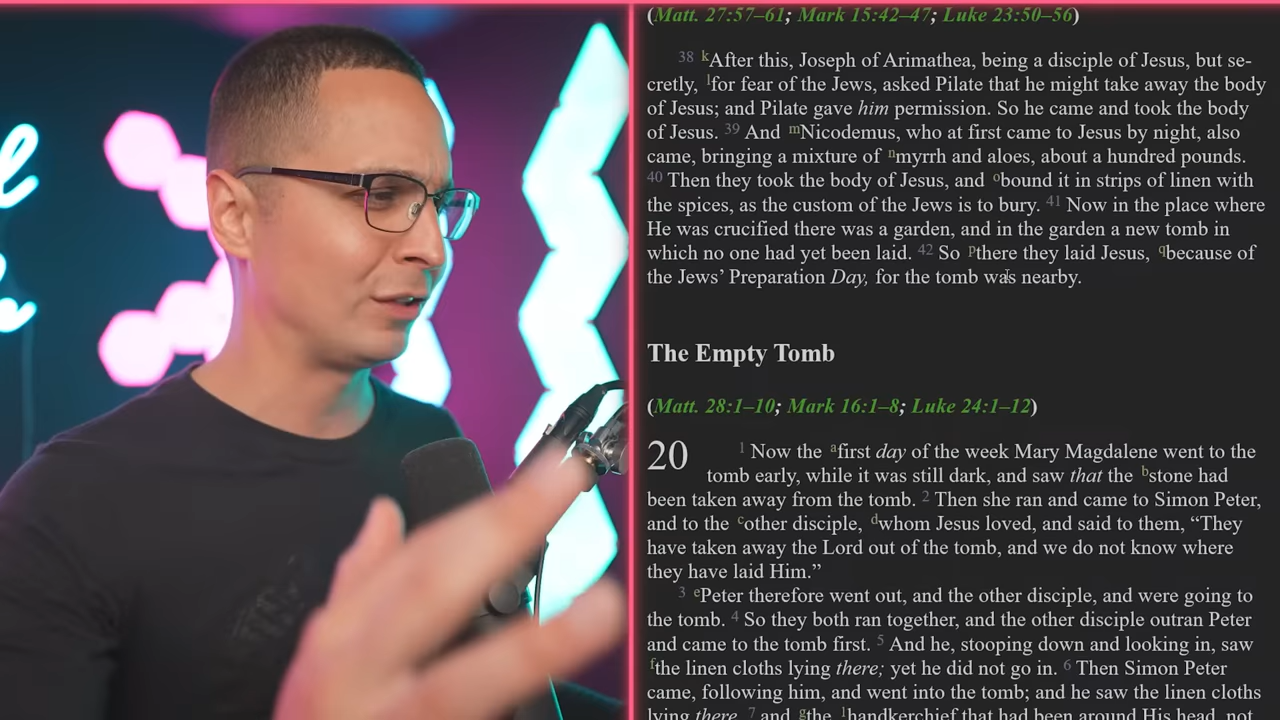 (Matt. 27:57–61; Mark 15:42–47; Luke 23:50–56)
38 kAfter this, Joseph of Arimathea, being a disciple of Jesus, but se-
cretly, lfor fear of the Jews, asked Pilate that he might take away the body
of Jesus; and Pilate gave him permission. So he came and took the body
of Jesus. 39 And mNicodemus, who at first came to Jesus by night, also
came, bringing a mixture of nmyrrh and aloes, about a hundred pounds.
40 Then they took the body of Jesus, and obound it in strips of linen with
the spices, as the custom of the Jews is to bury. 41 Now in the place where
He was crucified there was a garden, and in the garden a new tomb in
which no one had yet been laid. 42 So pthere they laid Jesus, qbecause of
the Jews’ Preparation Day, for the tomb was nearby.
The Empty Tomb
(Matt. 28:1–10; Mark 16:1–8; Luke 24:1–12)
20 1 Now the afirst day of the week Mary Magdalene went to the
tomb early, while it was still dark, and saw that the bstone had
been taken away from the tomb. 2 Then she ran and came to Simon Peter,
and to the cother disciple, dwhom Jesus loved, and said to them, “They
have taken away the Lord out of the tomb, and we do not know where
they have laid Him.”
3 ePeter therefore went out, and the other disciple, and were going to
the tomb. 4 So they both ran together, and the other disciple outran Peter
and came to the tomb first. 5 And he, stooping down and looking in, saw
fthe linen cloths lying there; yet he did not go in. 6 Then Simon Peter
came, following him, and went into the tomb; and he saw the linen cloths
lying there, 7 and gthe 1handkerchief that had been around His head, not